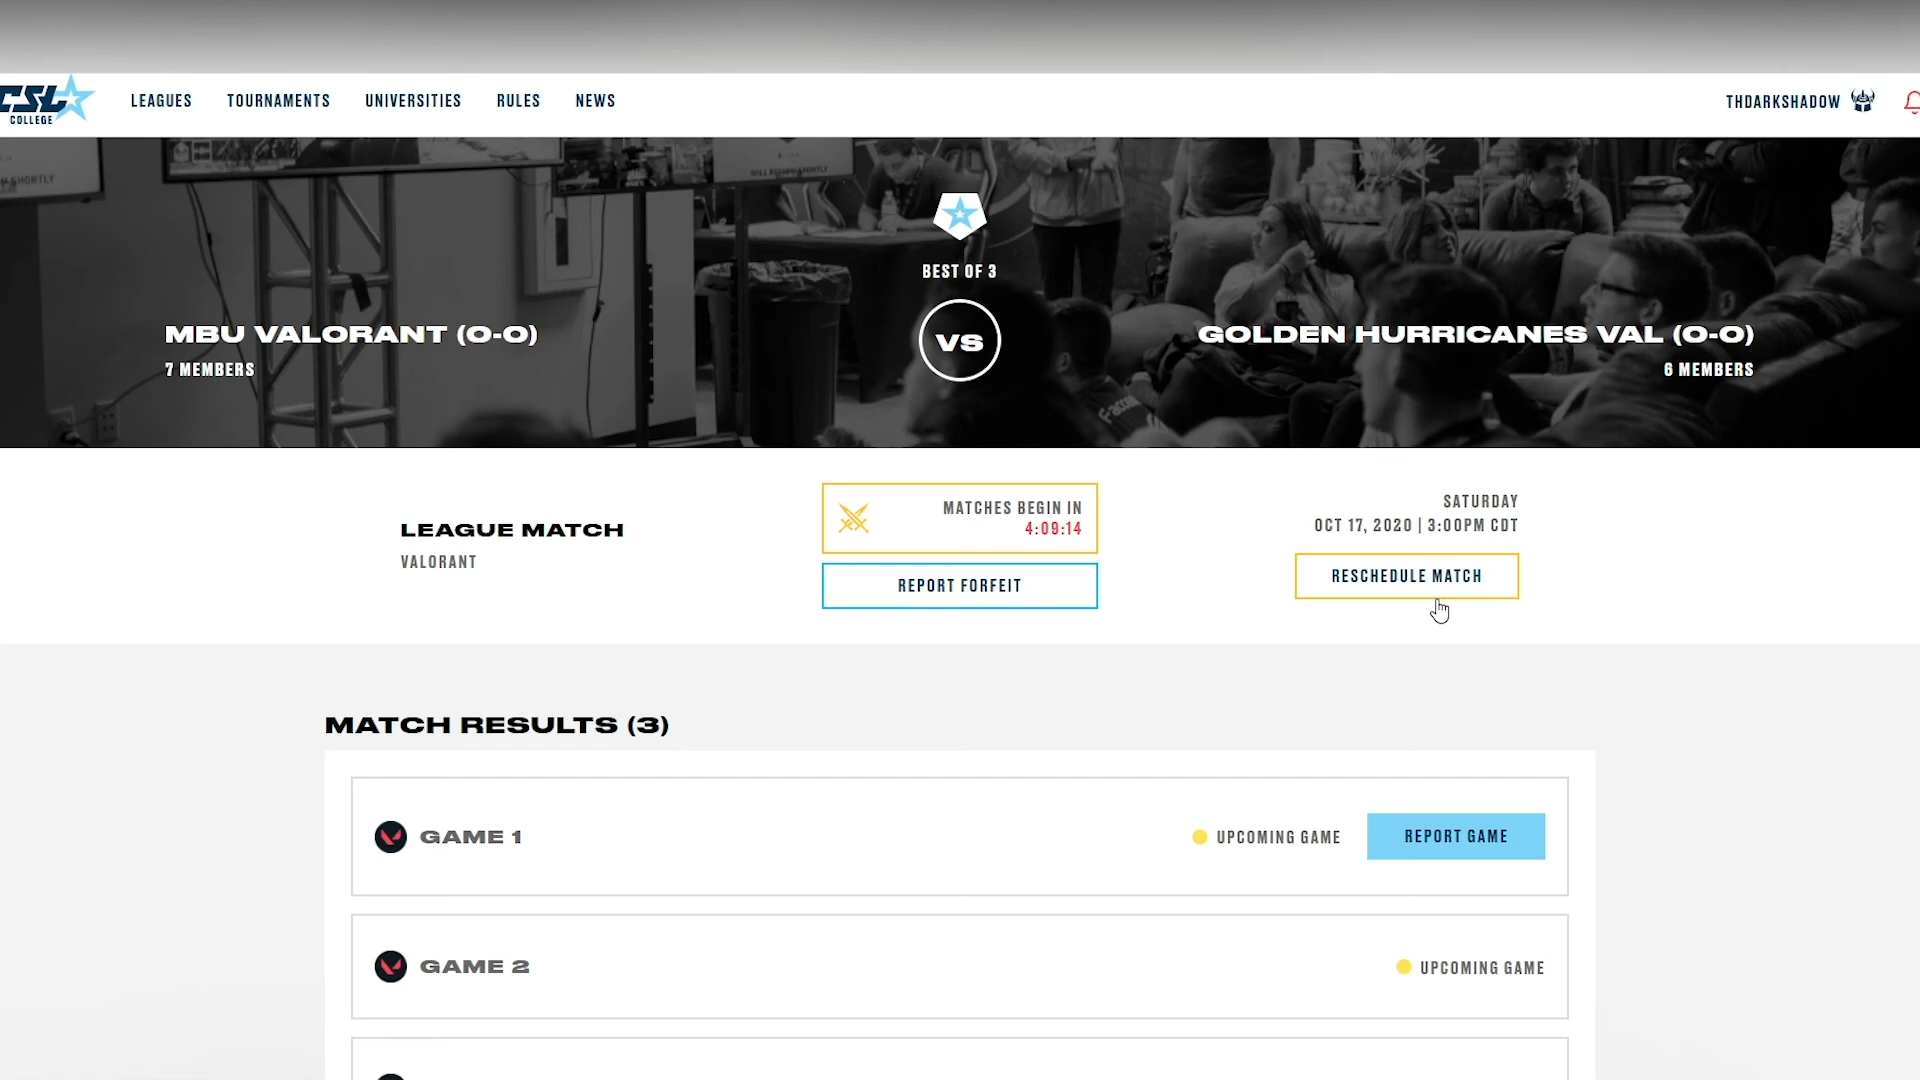 CSL
COLLEGE
LEAGUES
TOURNAMENTS
UNIVERSITIES
RULES
NEWS
THDARKSHADOW
BEST OF 3
MBU VALORANT (0-0)
7 MEMBERS
VS
GOLDEN HURRICANES VAL (0-0)
6 MEMBERS
LEAGUE MATCH
VALORANT
MATCHES BEGIN IN
4:09:14
REPORT FORFEIT
SATURDAY
OCT 17, 2020 | 3:00PM CDT
RESCHEDULE MATCH
MATCH RESULTS (3)
GAME 1
UPCOMING GAME
REPORT GAME
GAME 2
UPCOMING GAME